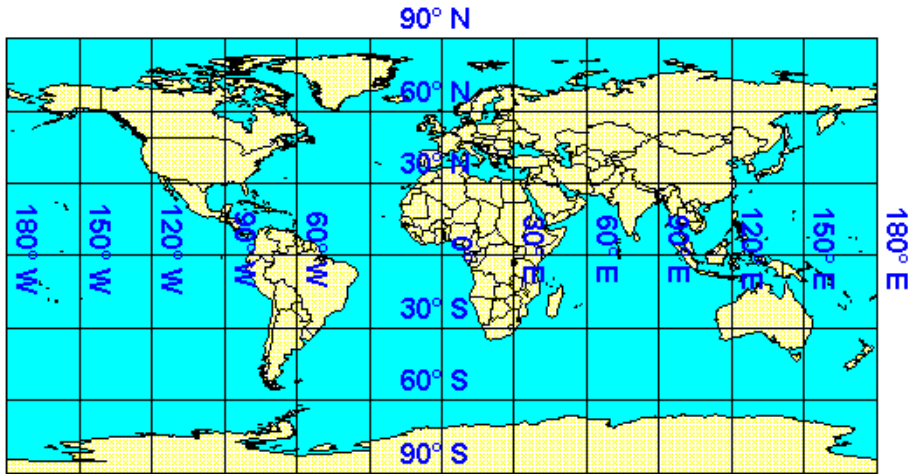 90° N
60° N
30° N
180° W
150° W
120° W
90° W
60° W
0°
30° E
60° E
90° E
120° E
150° E
180° E
30° S
60° S
90° S